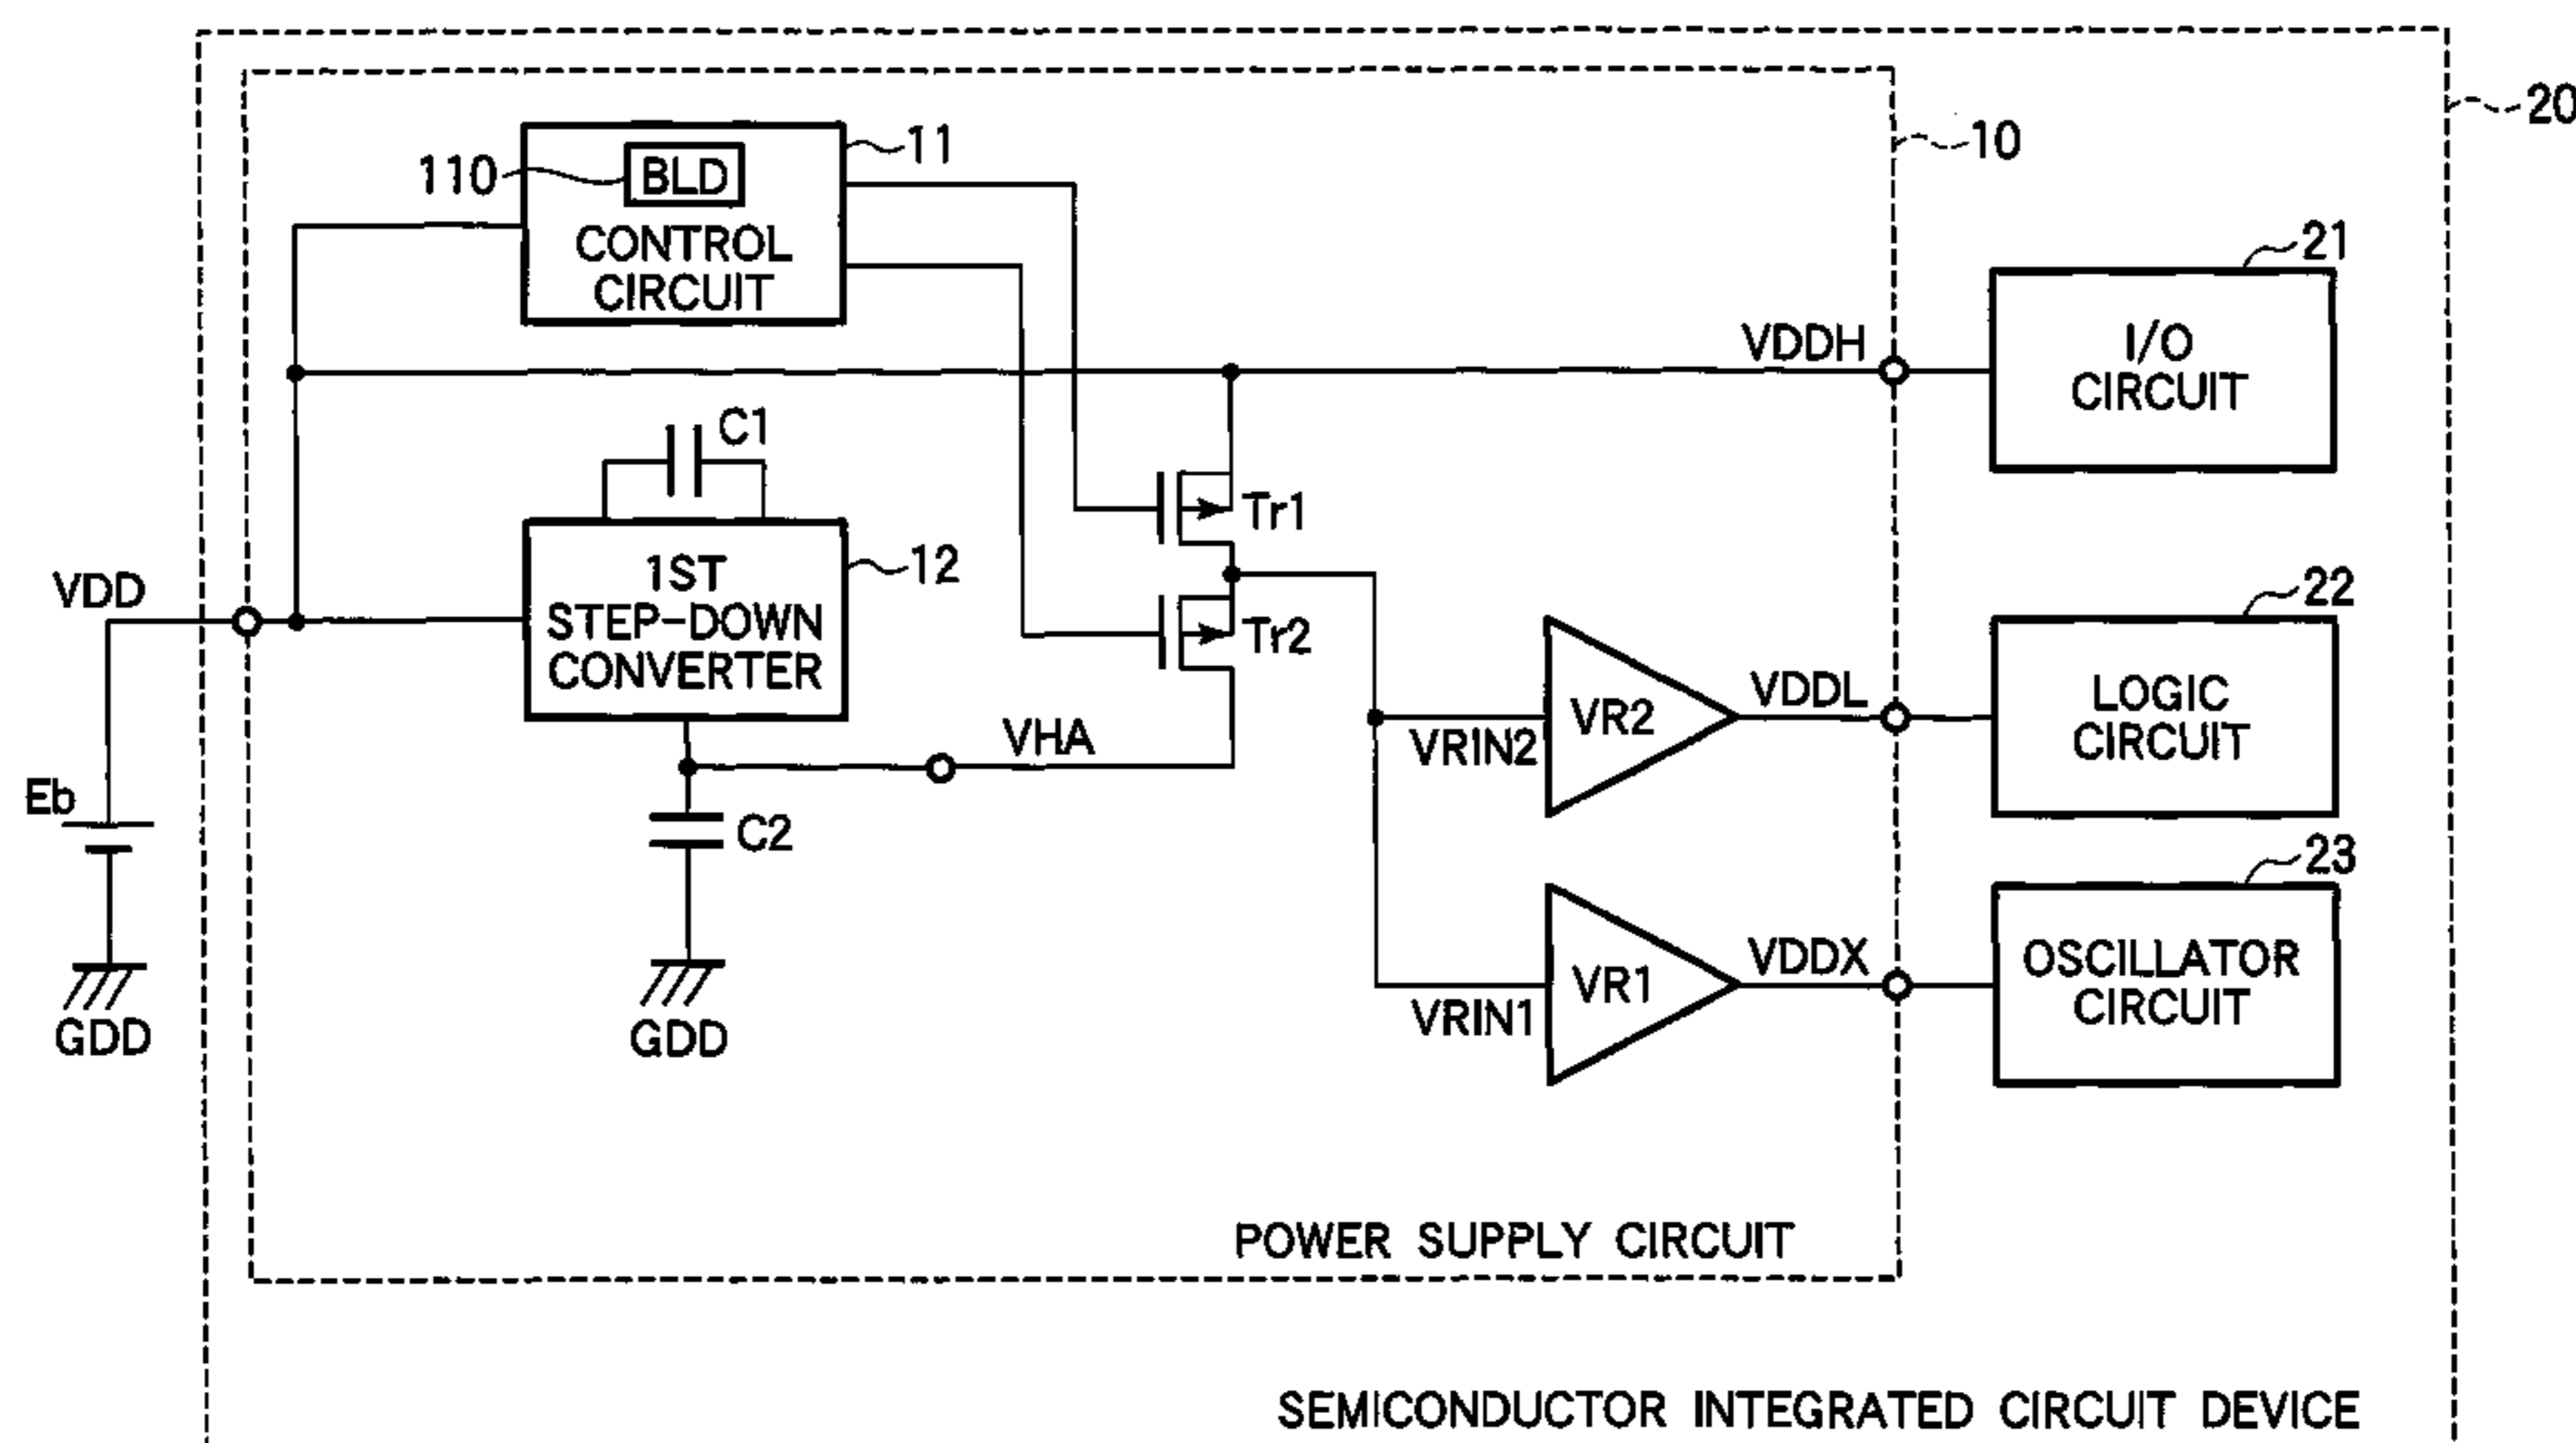 20
10
11
110
BLD
CONTROL
CIRCUIT
21
VDDH
I/O
CIRCUIT
C1
Tr1
12
1ST
STEP-DOWN
CONVERTER
VDD
Tr2
22
VHA
VRIN2
VR2
VDDL
LOGIC
CIRCUIT
Eb
C2
23
VRIN1
VR1
VDDX
OSCILLATOR
CIRCUIT
GDD
GDD
POWER SUPPLY CIRCUIT
SEMICONDUCTOR INTEGRATED CIRCUIT DEVICE